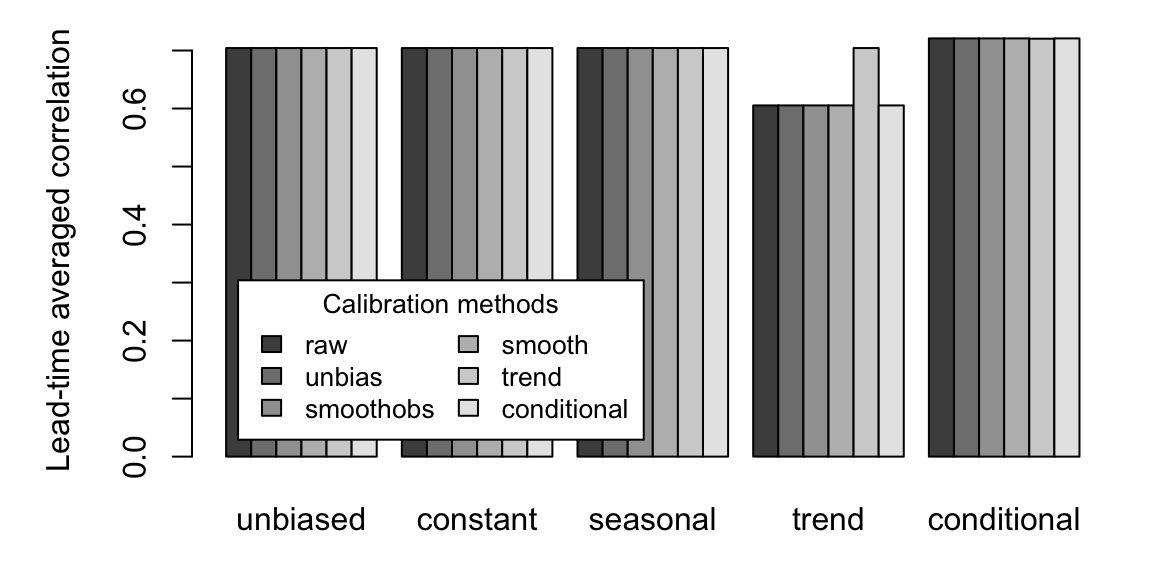 Lead-time averaged correlation
0.6
0.4
0.2
0.0
Calibration methods
raw
unbias
smoothobs
smooth
trend
conditional
unbiased constant seasonal trend conditional